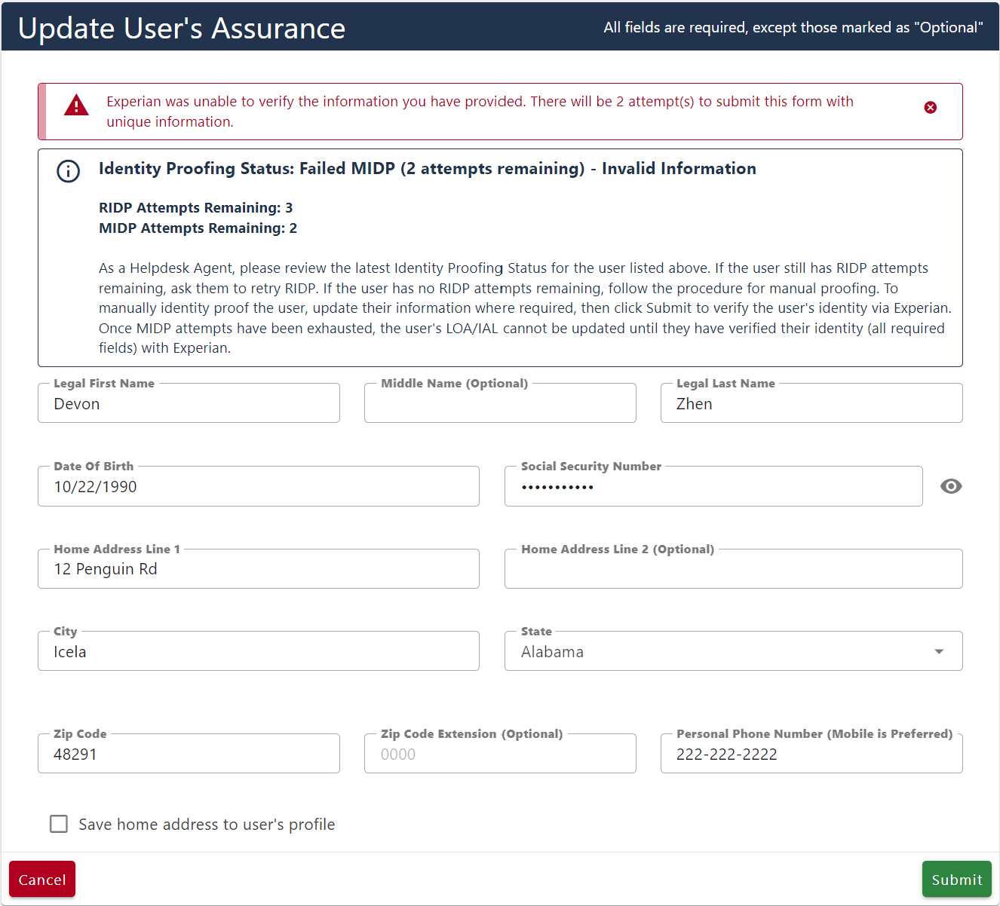 Update User's Assurance
All fields are required, except those marked as "Optional"
Experian was unable to verify the information you have provided. There will be 2 attempt(s) to submit this form with
unique information.
Identity Proofing Status: Failed MIDP (2 attempts remaining) - Invalid Information
RIDP Attempts Remaining: 3
MIDP Attempts Remaining: 2
As a Helpdesk Agent, please review the latest Identity Proofing Status for the user listed above. If the user still has RIDP attempts
remaining, ask them to retry RIDP. If the user has no RIDP attempts remaining, follow the procedure for manual proofing. To
manually identity proof the user, update their information where required, then click Submit to verify the user's identity via Experian.
Once MIDP attempts have been exhausted, the user's LOA/IAL cannot be updated until they have verified their identity (all required
fields) with Experian.
Legal First Name
Devon
Middle Name (Optional)
Legal Last Name
Zhen
Date Of Birth
10/22/1990
Social Security Number
•••••••••••
Home Address Line 1
12 Penguin Rd
Home Address Line 2 (Optional)
City
Icela
State
Alabama
Zip Code
48291
Zip Code Extension (Optional)
0000
Personal Phone Number (Mobile is Preferred)
222-222-2222
Save home address to user's profile
Cancel
Submit